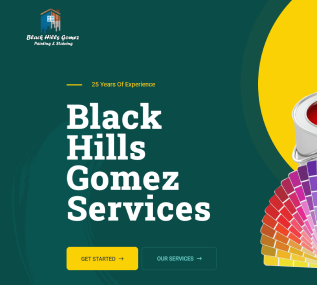 Black Hills Gomez
Painting & Staining
25 Years Of Experience
Black
Hills
Gomez
Services
GET STARTED →
OUR SERVICES →